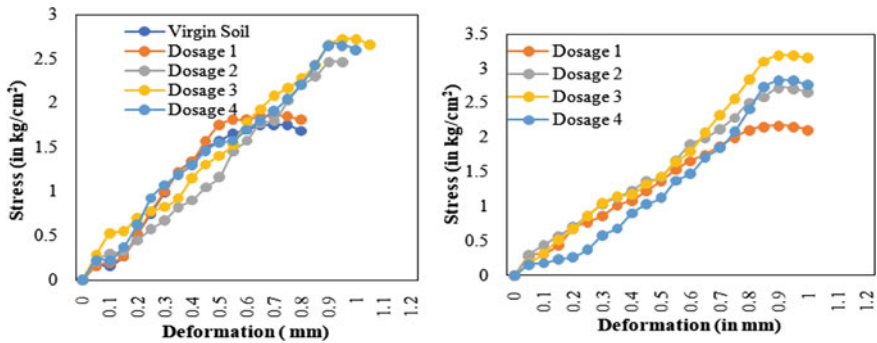 3
2.5
2
1.5
1
0.5
0
Stress (in kg/cm²)
Virgin Soil
Dosage 1
Dosage 2
Dosage 3
Dosage 4
0 0.1 0.2 0.3 0.4 0.5 0.6 0.7 0.8 0.9 1 1.1 1.2
Deformation ( mm)
3.5
3
2.5
2
1.5
1
0.5
0
Stress (in kg/cm²)
Dosage 1
Dosage 2
Dosage 3
Dosage 4
0 0.1 0.2 0.3 0.4 0.5 0.6 0.7 0.8 0.9 1 1.1 1.2
Deformation (in mm)